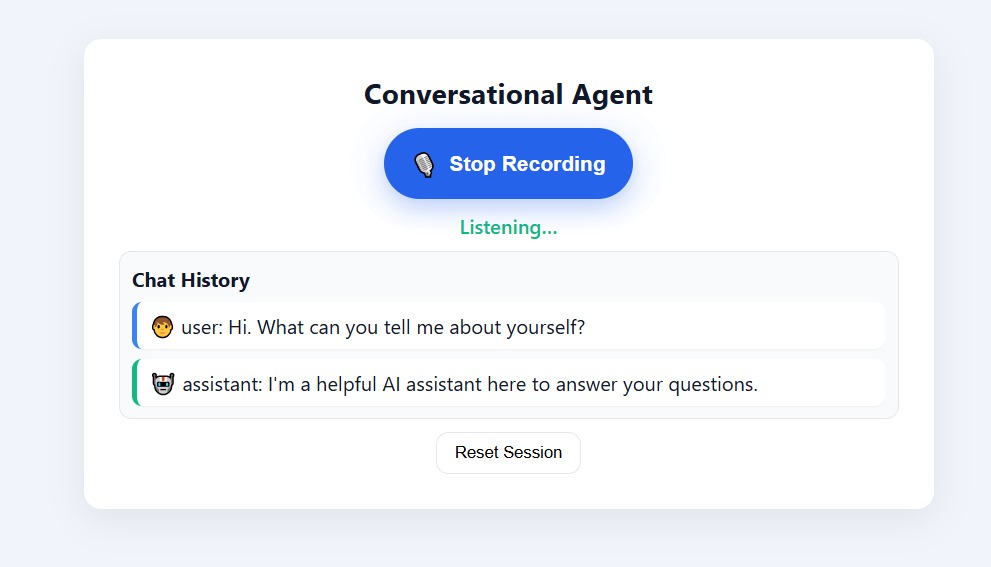 Conversational Agent
Stop Recording
Listening...
Chat History
user: Hi. What can you tell me about yourself?
assistant: I'm a helpful AI assistant here to answer your questions.
Reset Session